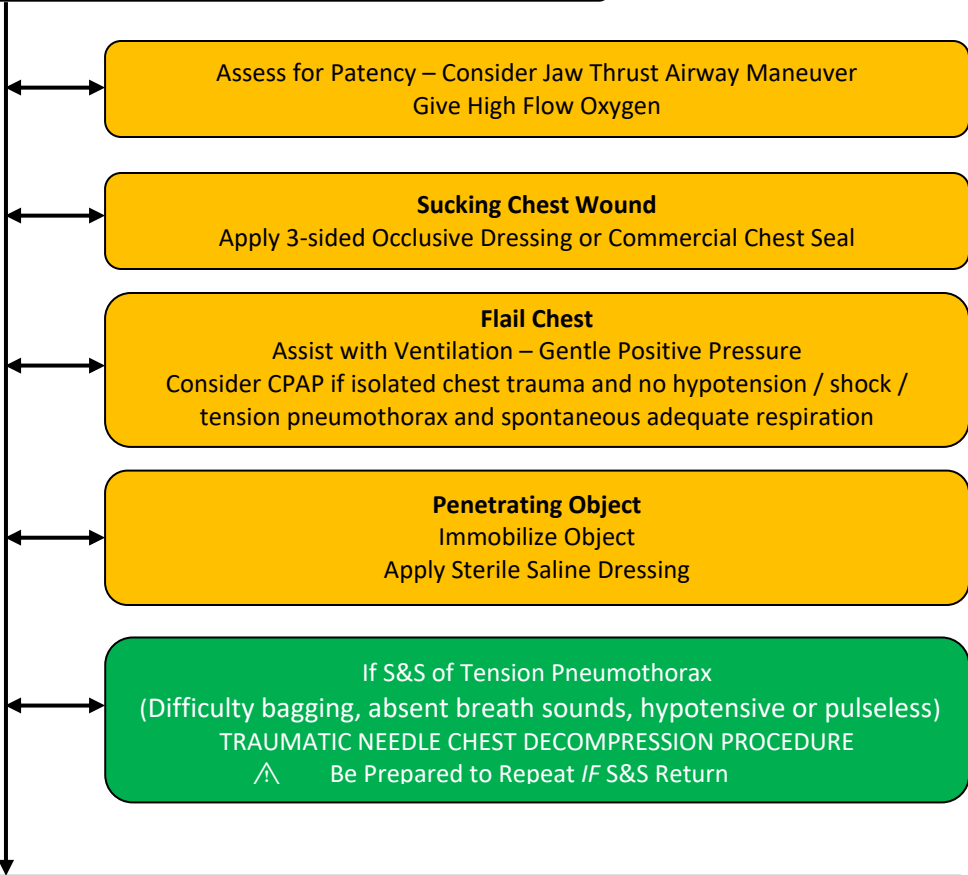 Assess for Patency – Consider Jaw Thrust Airway Maneuver
Give High Flow Oxygen
Sucking Chest Wound
Apply 3-sided Occlusive Dressing or Commercial Chest Seal
Flail Chest
Assist with Ventilation – Gentle Positive Pressure
Consider CPAP if isolated chest trauma and no hypotension / shock /
tension pneumothorax and spontaneous adequate respiration
Penetrating Object
Immobilize Object
Apply Sterile Saline Dressing
If S&S of Tension Pneumothorax
(Difficulty bagging, absent breath sounds, hypotensive or pulseless)
TRAUMATIC NEEDLE CHEST DECOMPRESSION PROCEDURE
⚠ Be Prepared to Repeat IF S&S Return